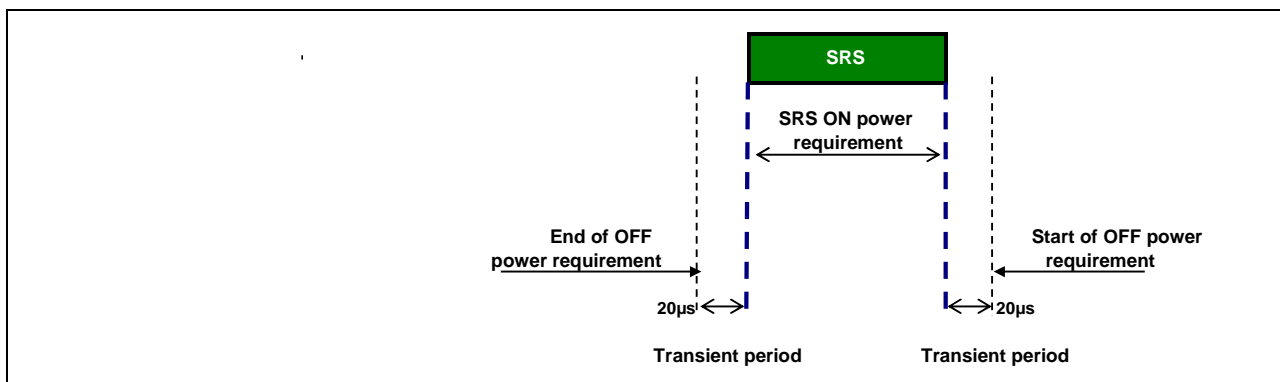 SRS
SRS ON power
requirement
End of OFF
power requirement
Start of OFF power
requirement
20µs
20µs
Transient period
Transient period